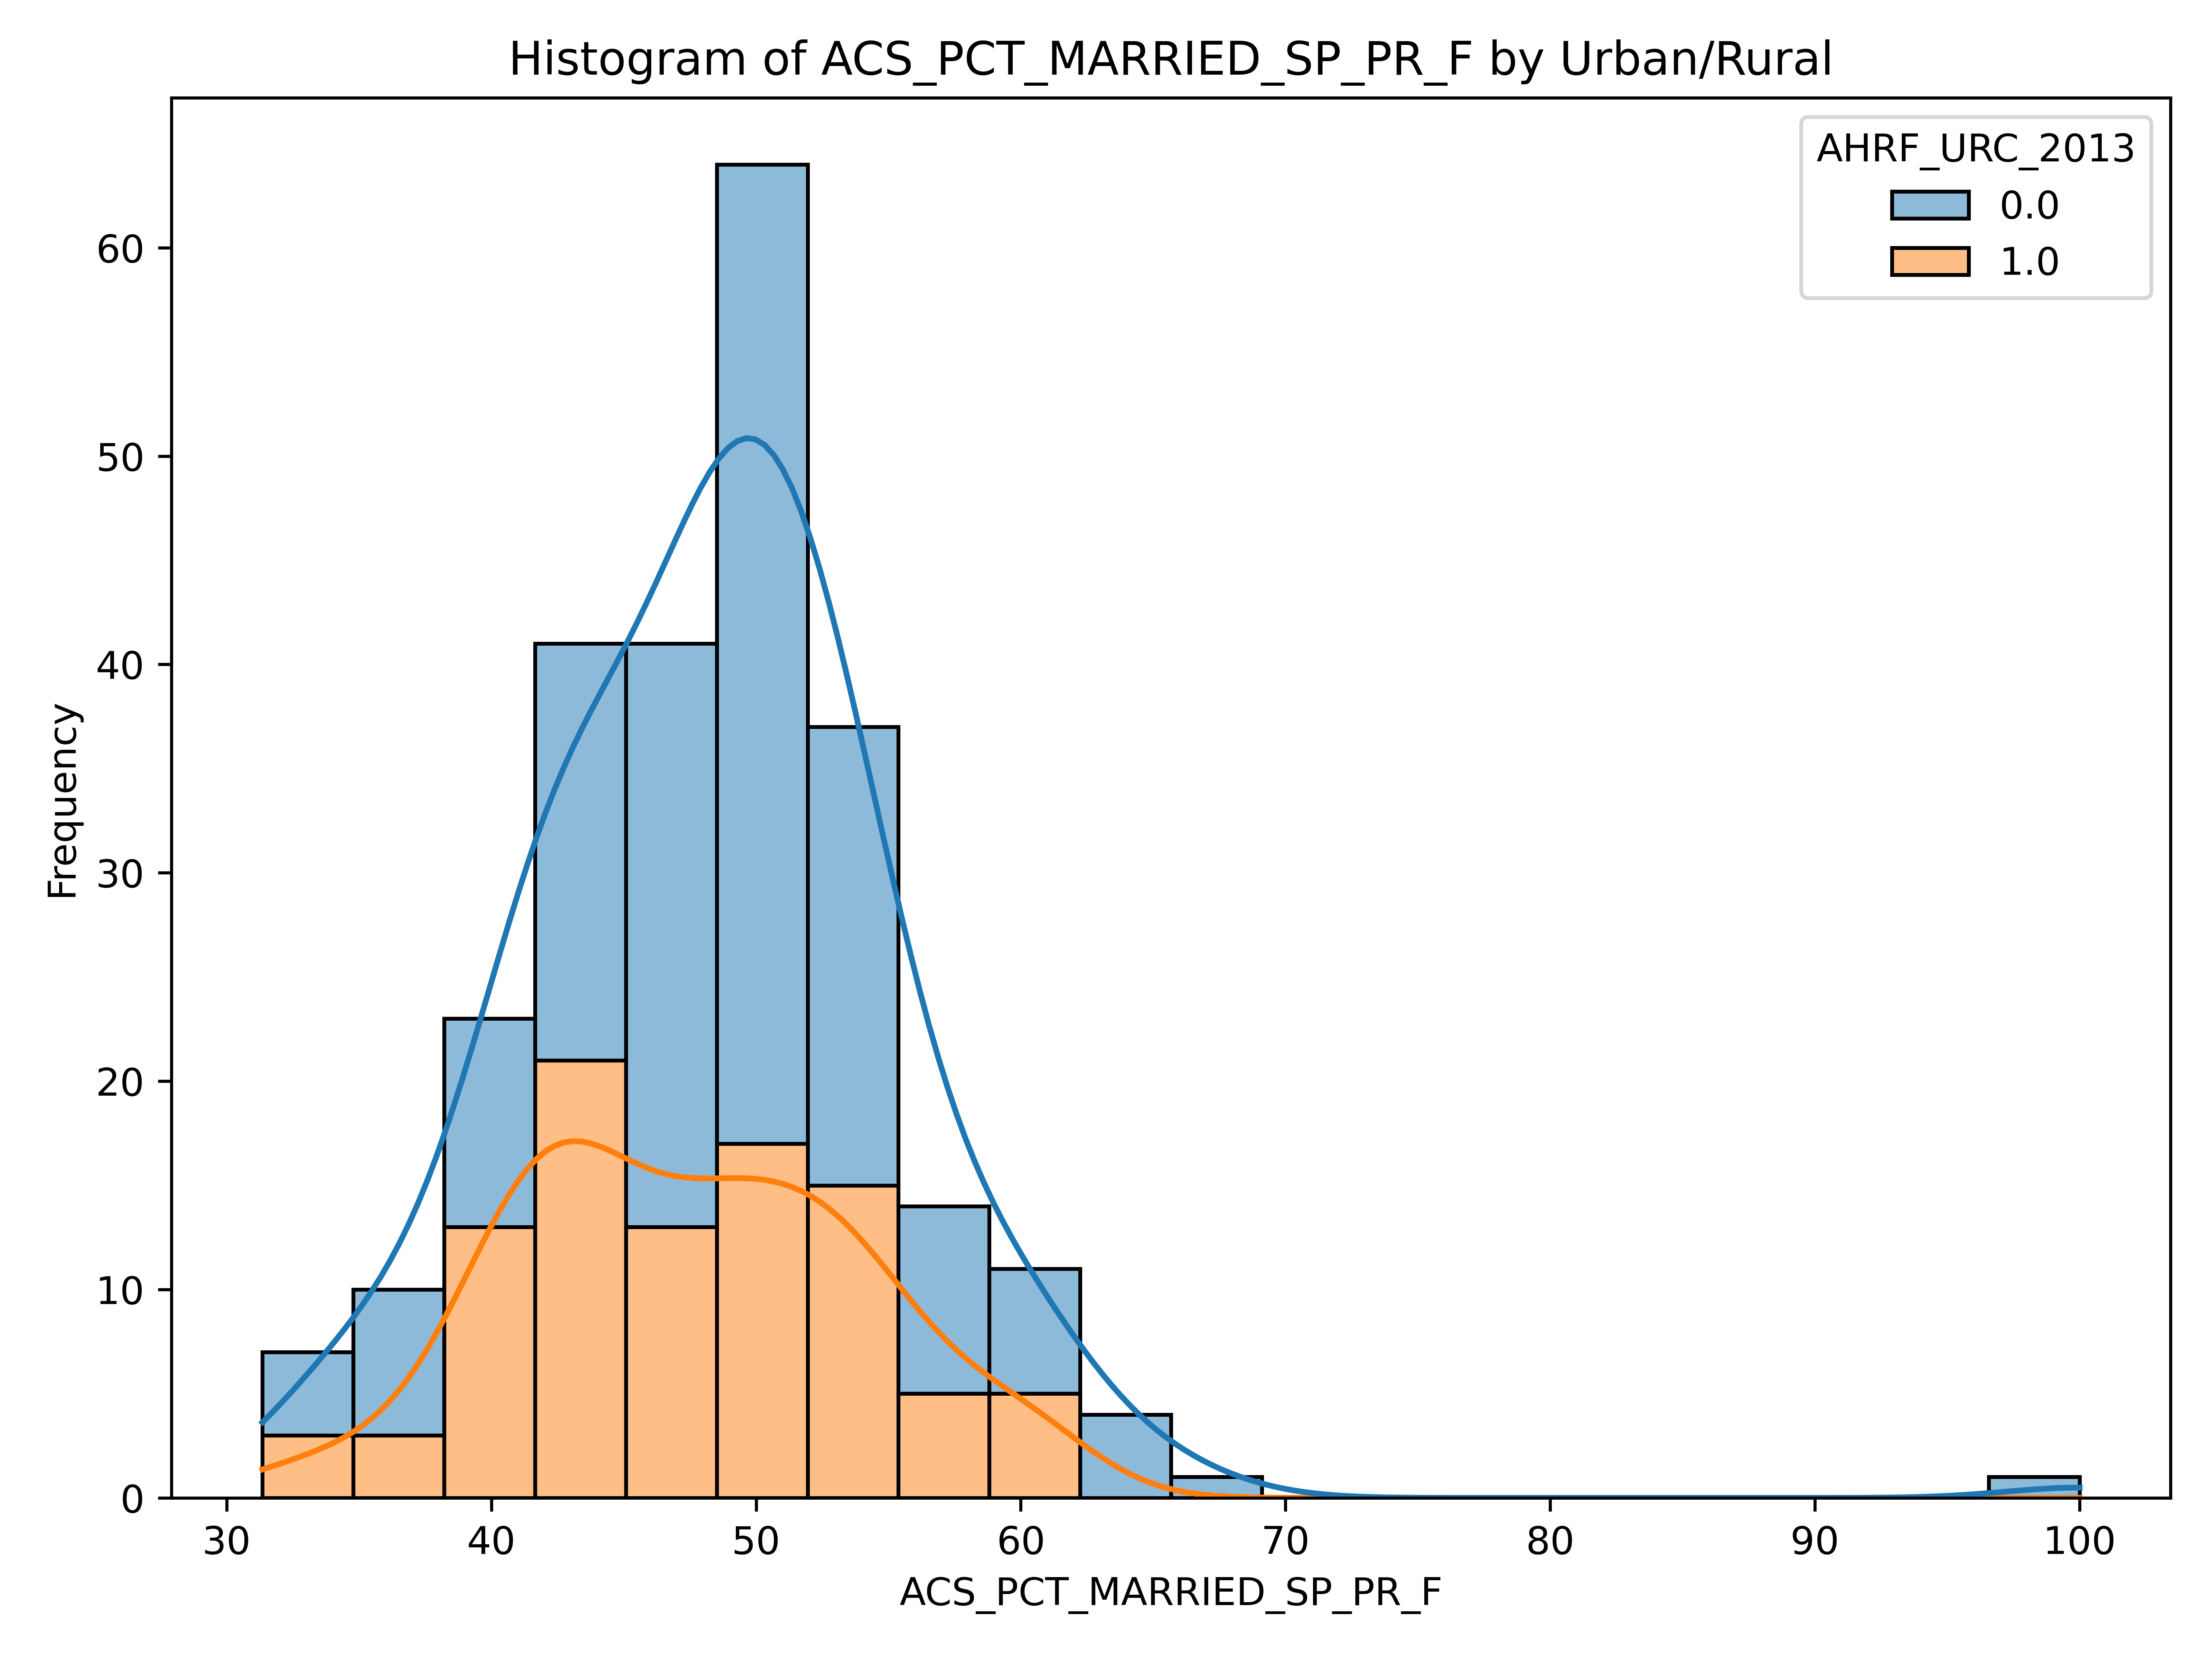 Histogram of ACS_PCT_MARRIED_SP_PR_F by Urban/Rural
AHRF_URC_2013
0.0
1.0
Frequency
60
50
40
30
20
10
0
30 40 50 60 70 80 90 100
ACS_PCT_MARRIED_SP_PR_F